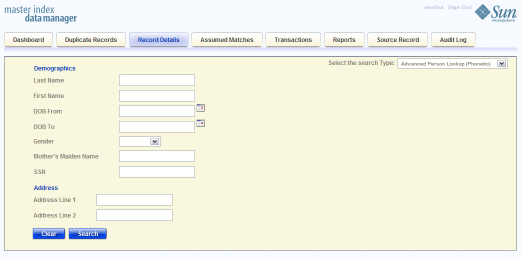 master index
data manager
Sign Out
Sun
microsystems
Dashboard
Duplicate Records
Record Details
Assumed Matches
Transactions
Reports
Source Record
Audit Log
Select the search Type: Advanced Person Lookup (Phonetic)
Demographics
Last Name
First Name
DOB From
DOB To
Gender
Mother's Maiden Name
SSN
Address
Address Line 1
Address Line 2
Clear
Search